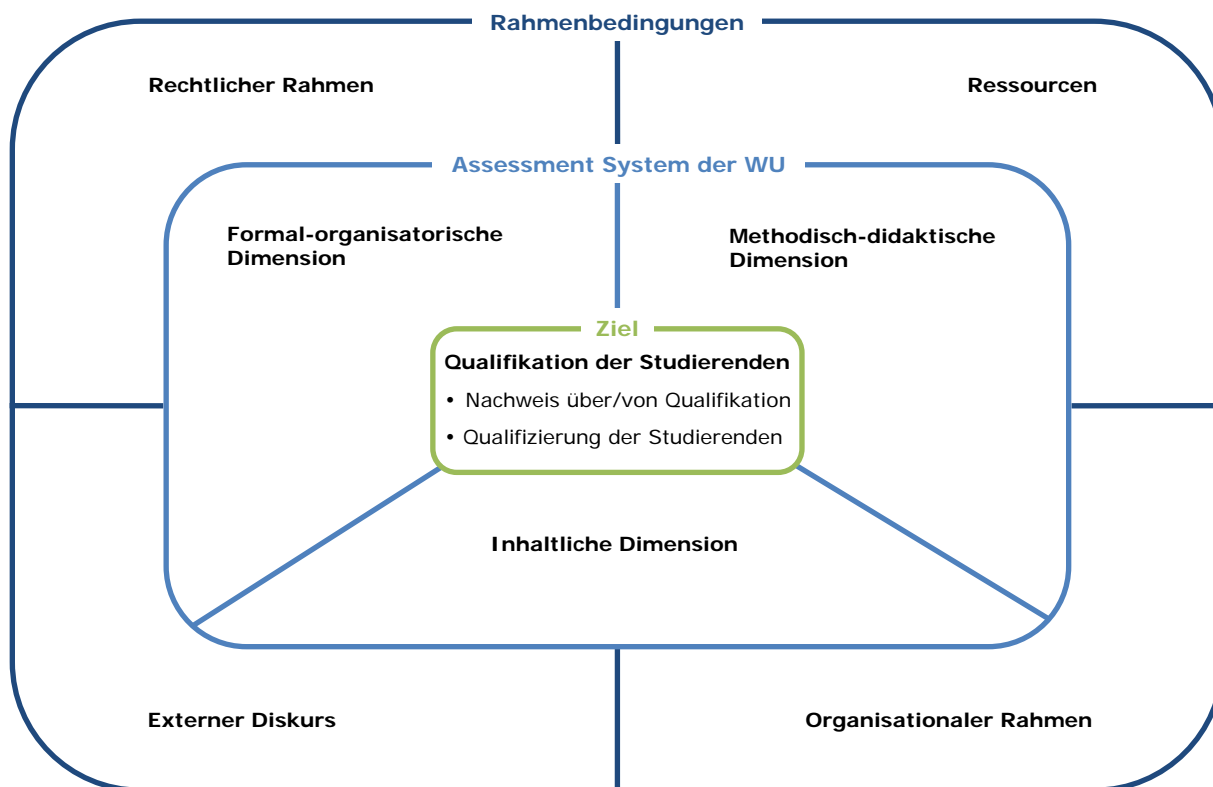 Rahmenbedingungen
Rechtlicher Rahmen
Ressourcen
Assessment System der WU
Formal-organisatorische
Dimension
Methodisch-didaktische
Dimension
Ziel
Qualifikation der Studierenden
• Nachweis über/von Qualifikation
• Qualifizierung der Studierenden
Inhaltliche Dimension
Externer Diskurs
Organisationaler Rahmen